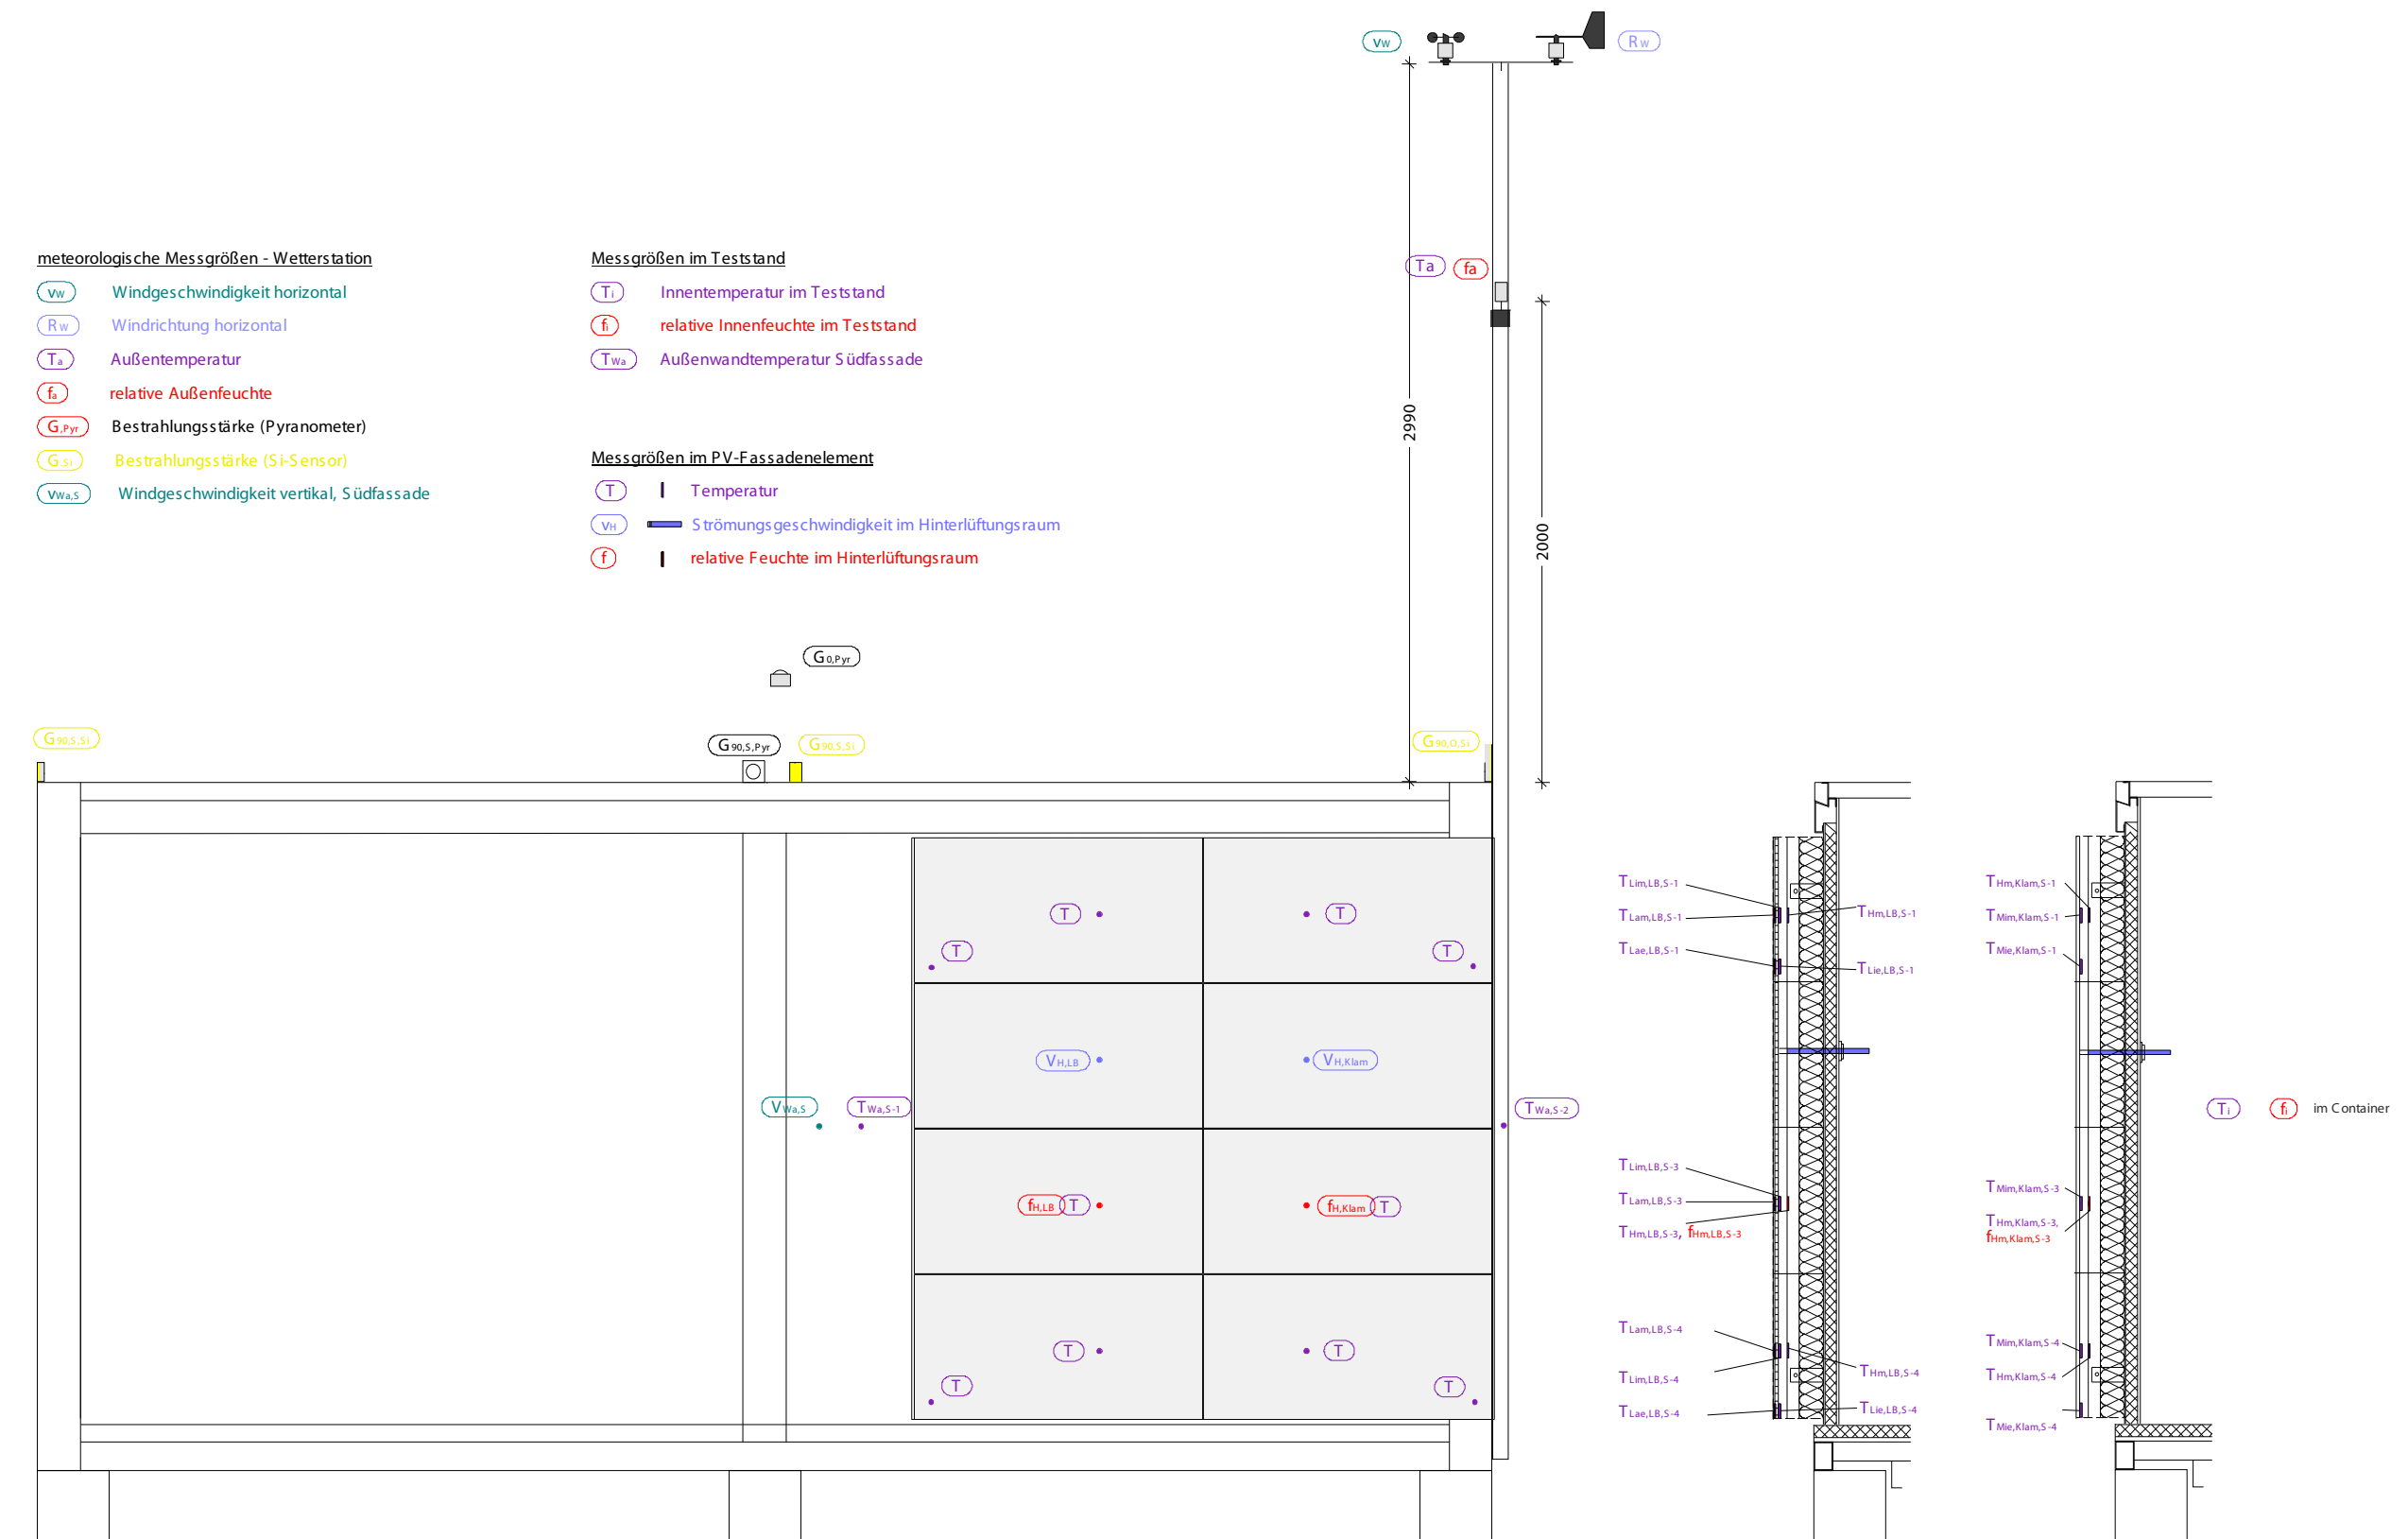 vW
RW
meteorologische Messgrößen - Wetterstation
vW Windgeschwindigkeit horizontal
RW Windrichtung horizontal
Ta Außentemperatur
fa relative Außenfeuchte
G,Pyr Bestrahlungsstärke (Pyranometer)
G,Si Bestrahlungsstärke (Si-Sensor)
vWa,S Windgeschwindigkeit vertikal, Südfassade
Messgrößen im Teststand
Ti Innentemperatur im Teststand
fi relative Innenfeuchte im Teststand
TWa Außenwandtemperatur Südfassade
Messgrößen im PV-Fassadenelement
T Temperatur
vH Strömungsgeschwindigkeit im Hinterlüftungsraum
f relative Feuchte im Hinterlüftungsraum
Ta fa
2990
2000
G0,Pyr
G90,S,Si
G90,S,Pyr G90,S,Si
G90,O,Si
T T
T T
VH,LB VH,Klam
VWa,S TWa,S-1
TWa,S-2
fH,LB T fH,Klam T
T T
T T
TLim,LB,S-1
TLam,LB,S-1
THm,LB,S-1
TLae,LB,S-1
TLie,LB,S-1
TLim,LB,S-3
TLam,LB,S-3
THm,LB,S-3, fHm,LB,S-3
TLam,LB,S-4
THm,LB,S-4
TLim,LB,S-4
TLae,LB,S-4
TLie,LB,S-4
THm,Klam,S-1
TMim,Klam,S-1
TMie,Klam,S-1
Ti fi im Container
TMim,Klam,S-3
THm,Klam,S-3,
fHm,Klam,S-3
TMim,Klam,S-4
THm,Klam,S-4
TMie,Klam,S-4